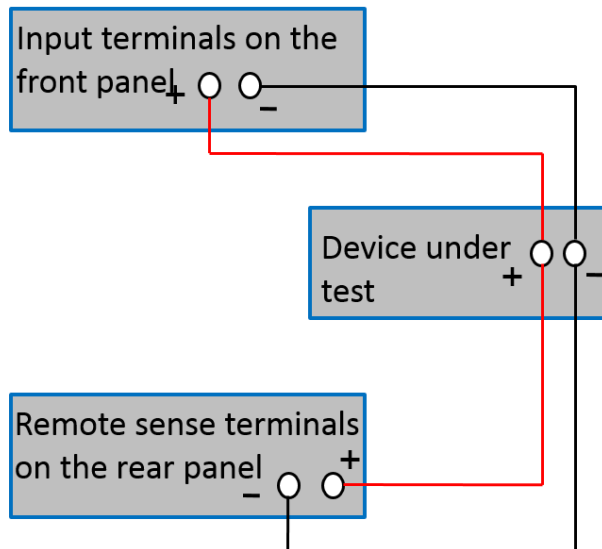 Input terminals on the
front panel
+ −
Device under
test
+ −
Remote sense terminals
on the rear panel
− +